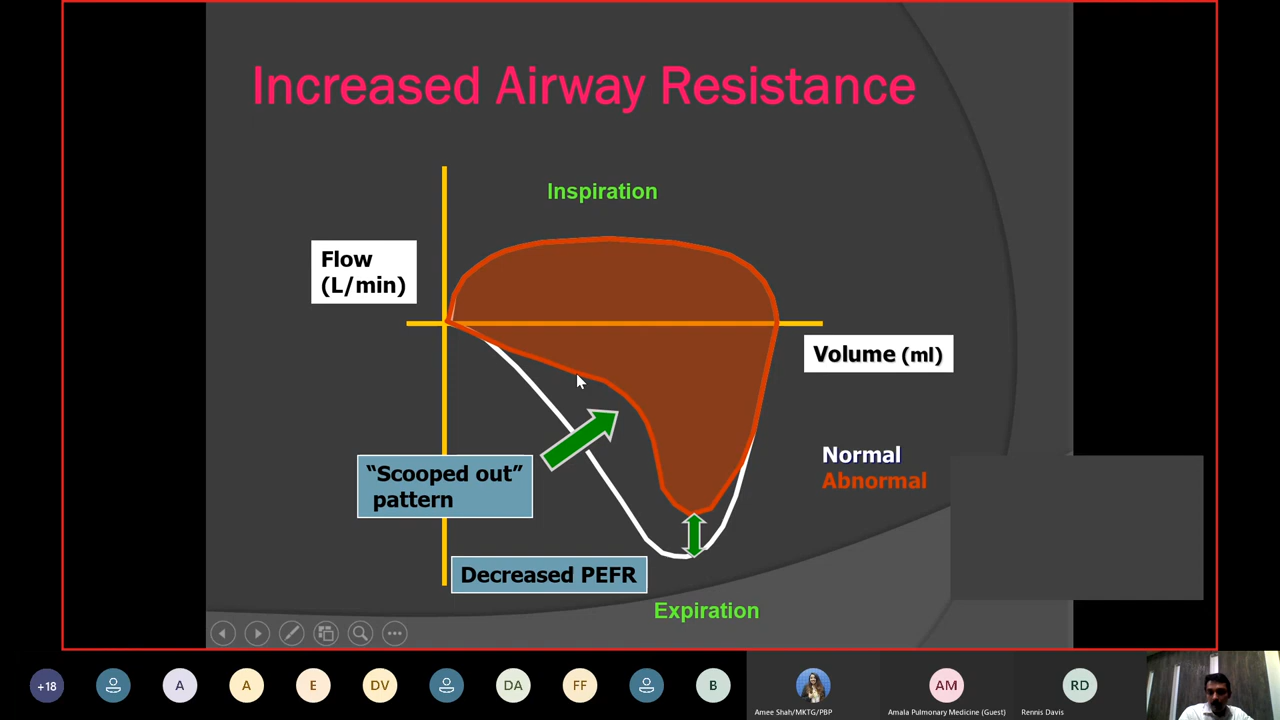 Increased Airway Resistance
Inspiration
Flow
(L/min)
Volume (ml)
Normal
Abnormal
“Scooped out”
pattern
Decreased PEFR
Expiration
+18
A
A
E
DV
DA
FF
B
AM
RD
Amee Shah/MKTG/PBP
Amala Pulmonary Medicine (Guest)
Rennis Davis